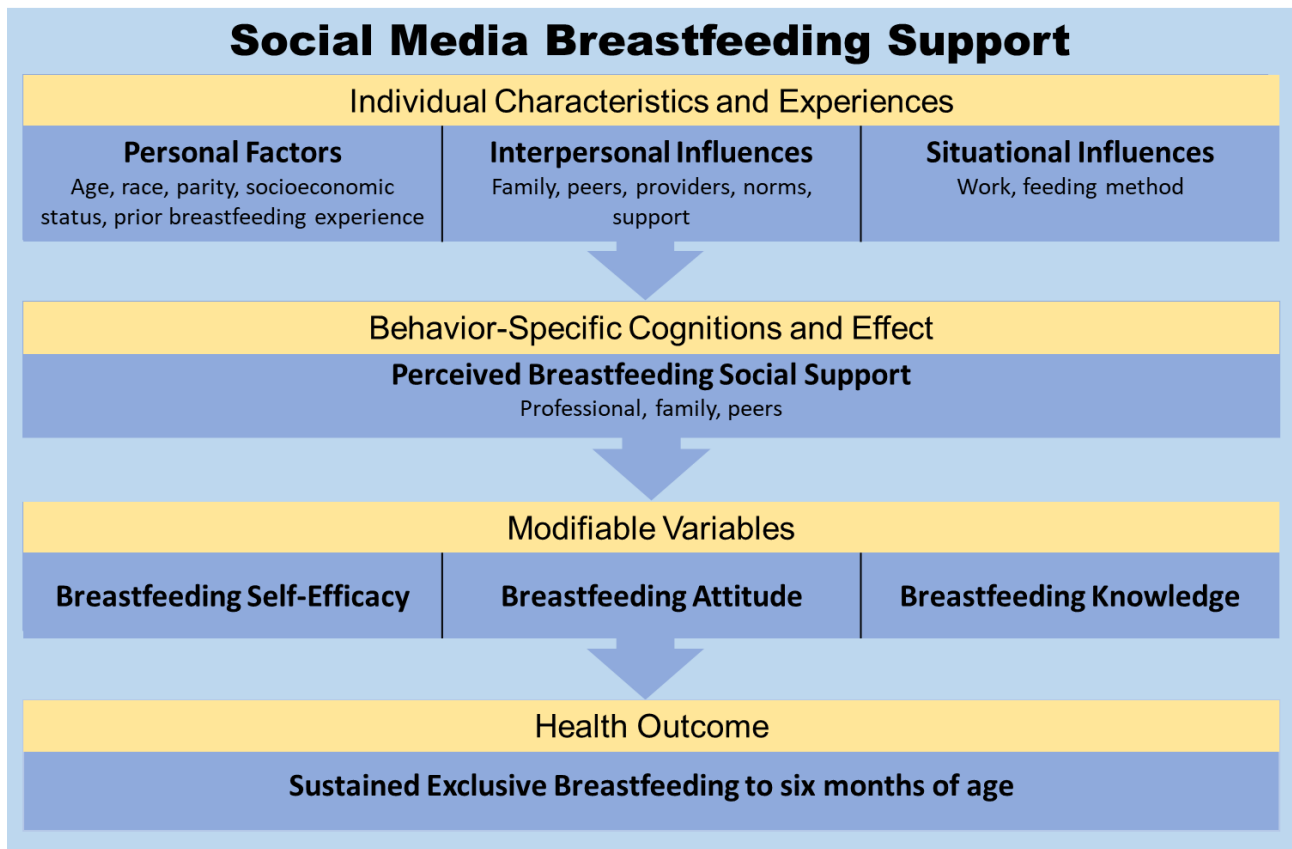 Social Media Breastfeeding Support
Individual Characteristics and Experiences
Personal Factors
Age, race, parity, socioeconomic
status, prior breastfeeding experience
Interpersonal Influences
Family, peers, providers, norms,
support
Situational Influences
Work, feeding method
Behavior-Specific Cognitions and Effect
Perceived Breastfeeding Social Support
Professional, family, peers
Modifiable Variables
Breastfeeding Self-Efficacy
Breastfeeding Attitude
Breastfeeding Knowledge
Health Outcome
Sustained Exclusive Breastfeeding to six months of age